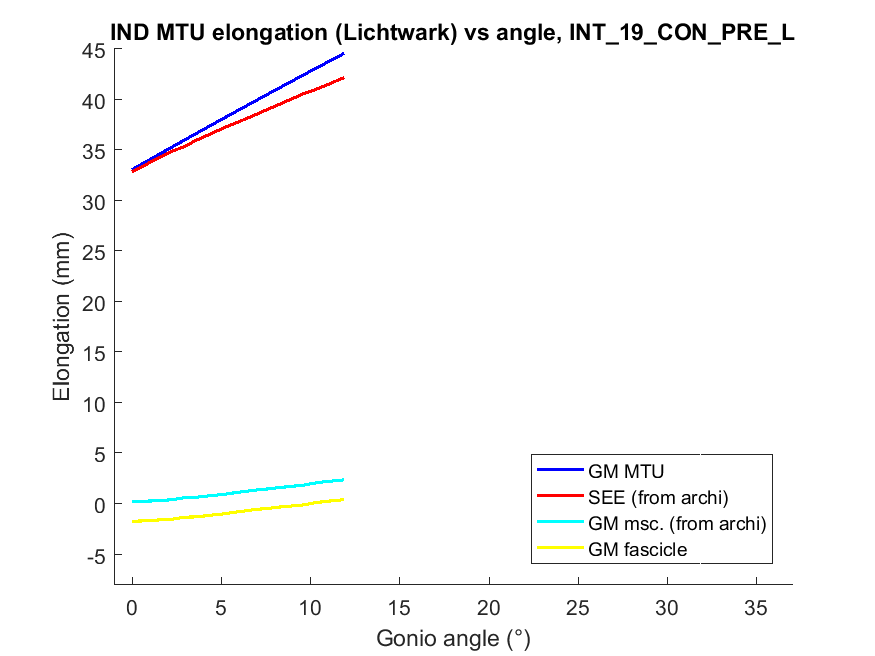 IND MTU elongation (Lichtwark) vs angle, INT_19_CON_PRE_L
45
40
35
30
25
20
15
10
5
0
-5
Elongation (mm)
GM MTU
SEE (from archi)
GM msc. (from archi)
GM fascicle
0 5 10 15 20 25 30 35
Gonio angle (°)